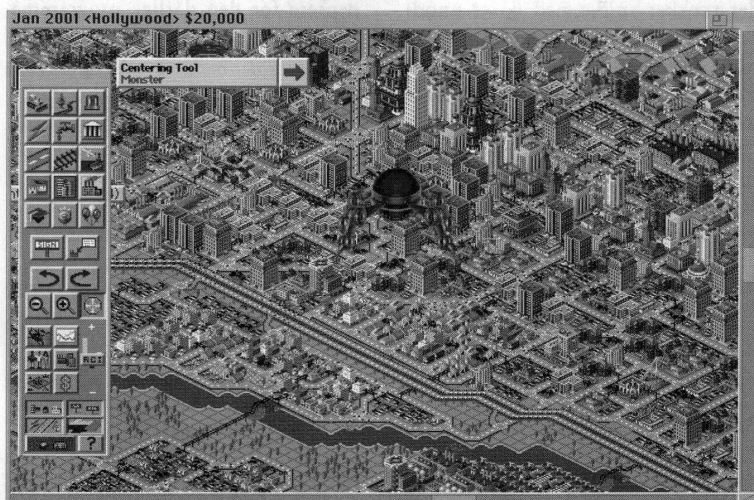 Jan 2001 <Hollywood> $20,000
Centering Tool
Monster
SIGN
RCI
+
−
?